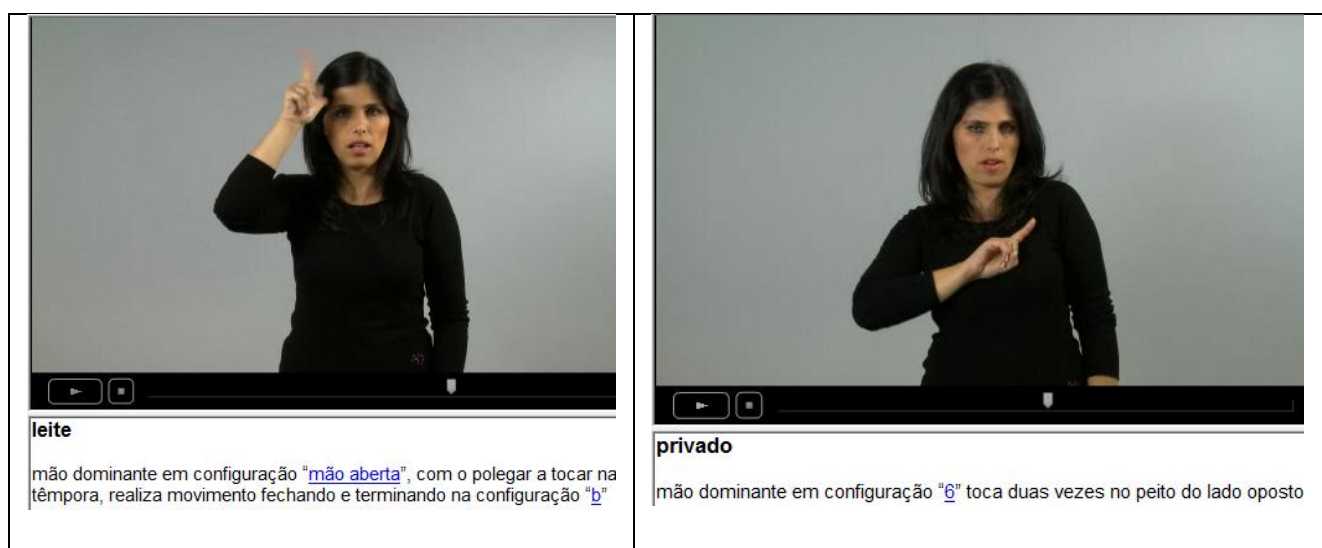 leite
mão dominante em configuração “mão aberta”, com o polegar a tocar na
têmpora, realiza movimento fechando e terminando na configuração “b”
privado
mão dominante em configuração “6” toca duas vezes no peito do lado oposto